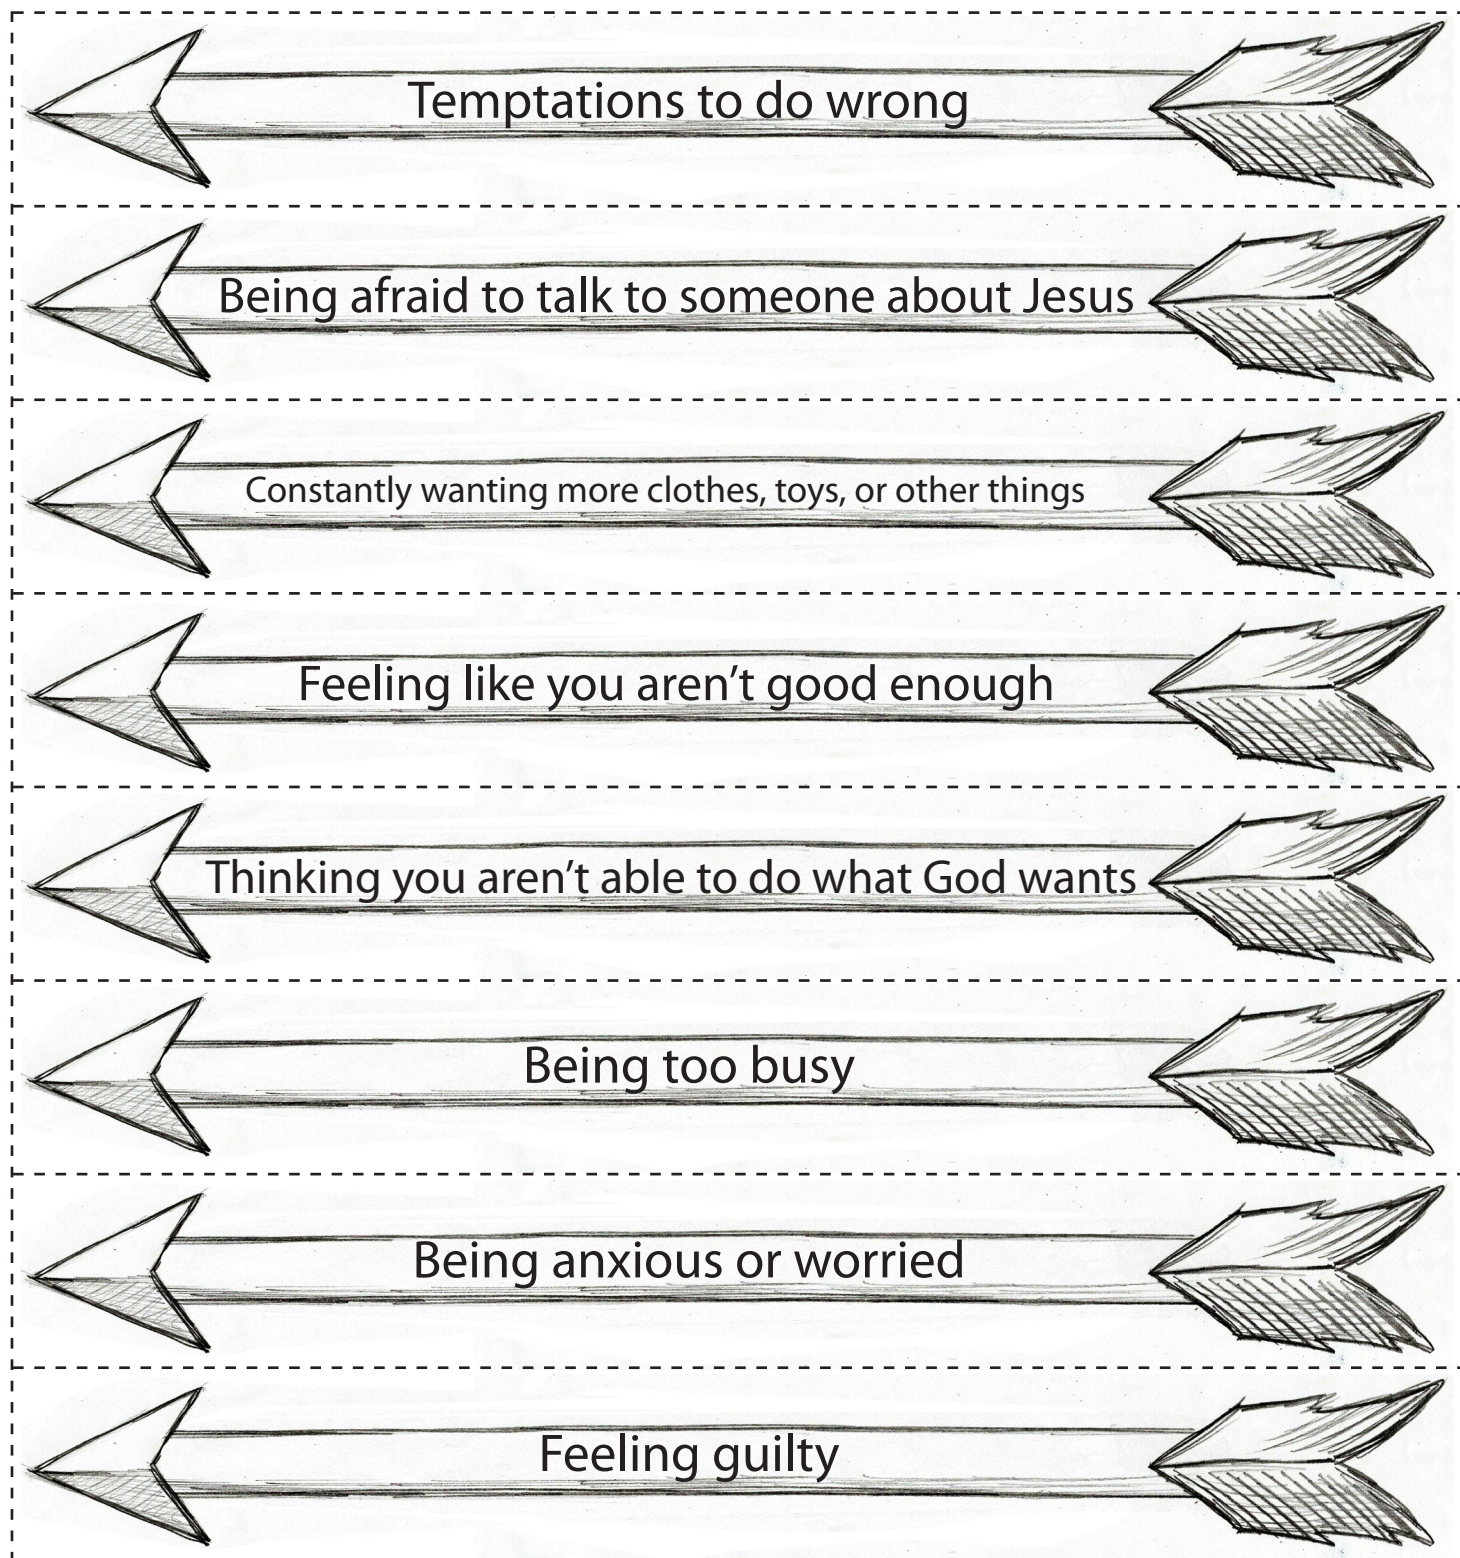 Temptations to do wrong
Being afraid to talk to someone about Jesus
Constantly wanting more clothes, toys, or other things
Feeling like you aren’t good enough
Thinking you aren’t able to do what God wants
Being too busy
Being anxious or worried
Feeling guilty